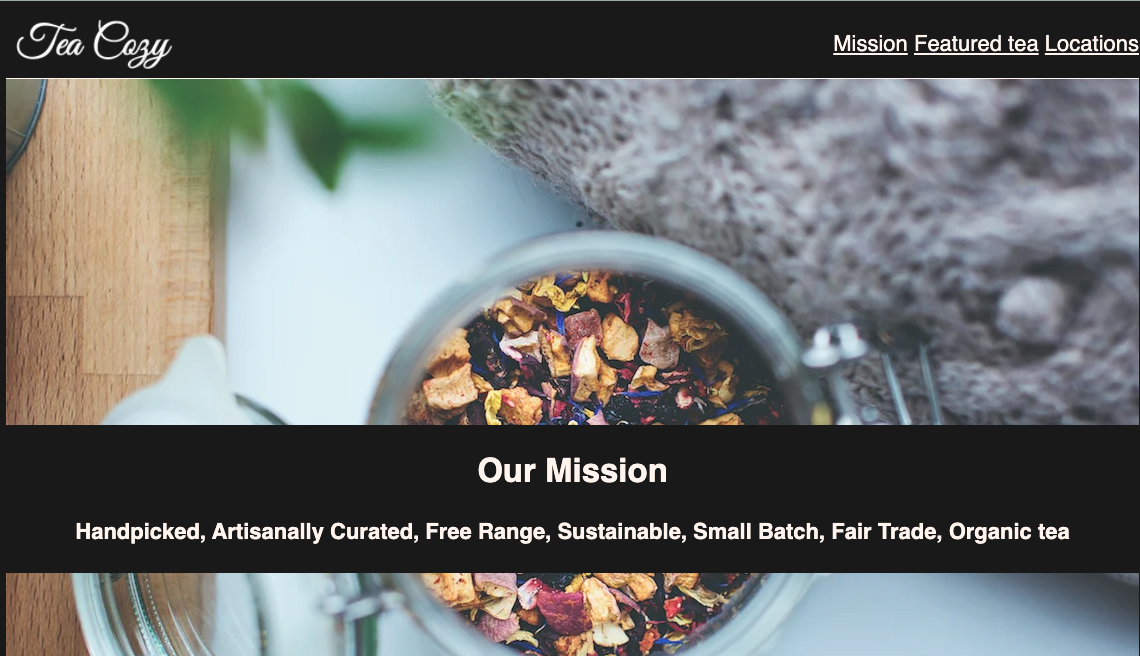 Tea Cozy
Mission Featured tea Locations
Our Mission
Handpicked, Artisanally Curated, Free Range, Sustainable, Small Batch, Fair Trade, Organic tea